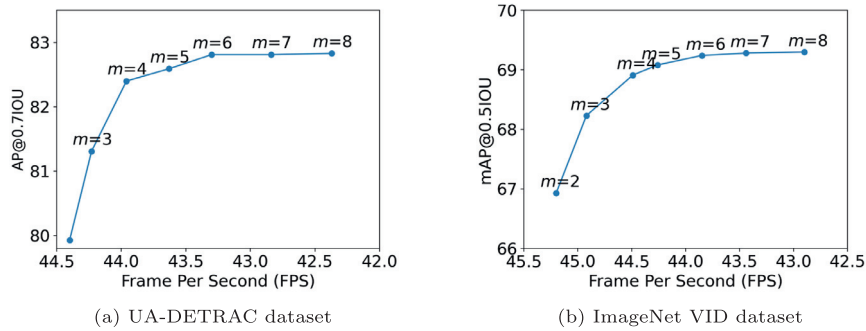 83
82
81
80
AP@0.7IOU
m=3
m=4
m=5
m=6
m=7
m=8
44.5 44.0 43.5 43.0 42.5 42.0
Frame Per Second (FPS)
(a) UA-DETRAC dataset
70
69
68
67
66
mAP@0.5IOU
m=2
m=3
m=4
m=5
m=6
m=7
m=8
45.5 45.0 44.5 44.0 43.5 43.0 42.5
Frame Per Second (FPS)
(b) ImageNet VID dataset